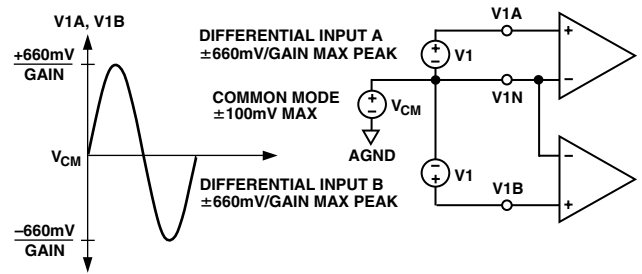 V1A, V1B
+660mV
GAIN
V_CM
–660mV
GAIN
DIFFERENTIAL INPUT A
±660mV/GAIN MAX PEAK
COMMON MODE
±100mV MAX
DIFFERENTIAL INPUT B
±660mV/GAIN MAX PEAK
+
–
V1
V1A
+
V1N
–
+
–
V_CM
AGND
–
+
V1
V1B
–
+